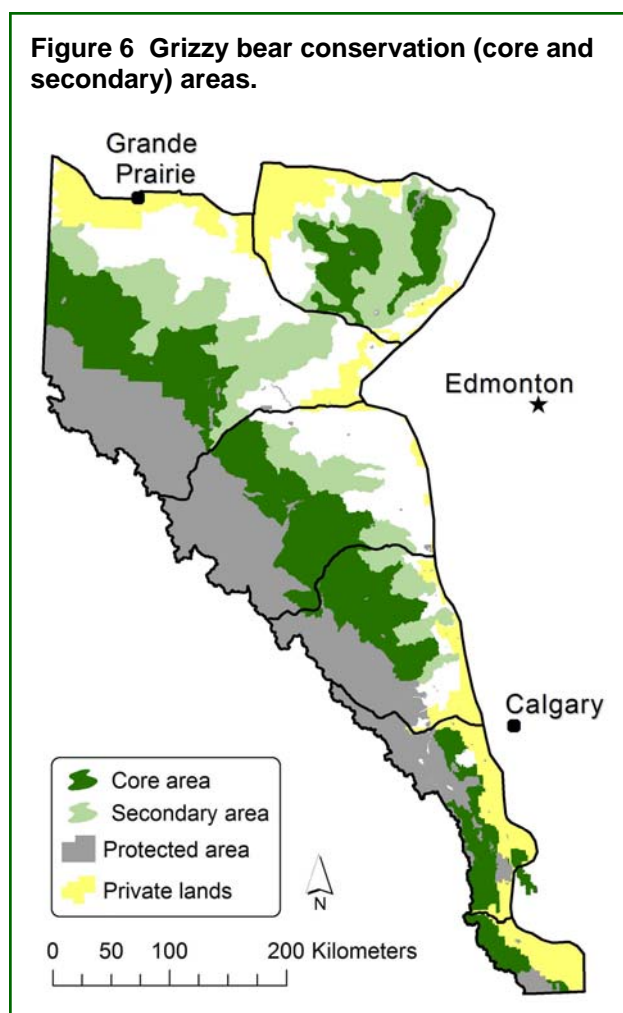 Figure 6 Grizzy bear conservation (core and
secondary) areas.
Grande
Prairie
Edmonton
Calgary
Core area
Secondary area
Protected area
Private lands
N
0 50 100 200 Kilometers